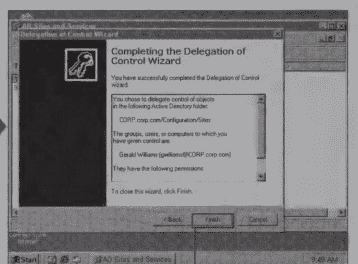 AD Sites and Services
Delegation of Control Wizard
Completing the Delegation of
Control Wizard
You have successfully completed the Delegation of Control
wizard.
You chose to delegate control of objects
in the following Active Directory folder:
CORP.corp.com/Configuration/Sites
The groups, users, or computers to which you
have given control are:
Gerald Williams (gwilliams@CORP.corp.com)
They have the following permissions:
To close this wizard, click Finish.
< Back
Finish
Cancel
Start
AD Sites and Services
9:49 AM